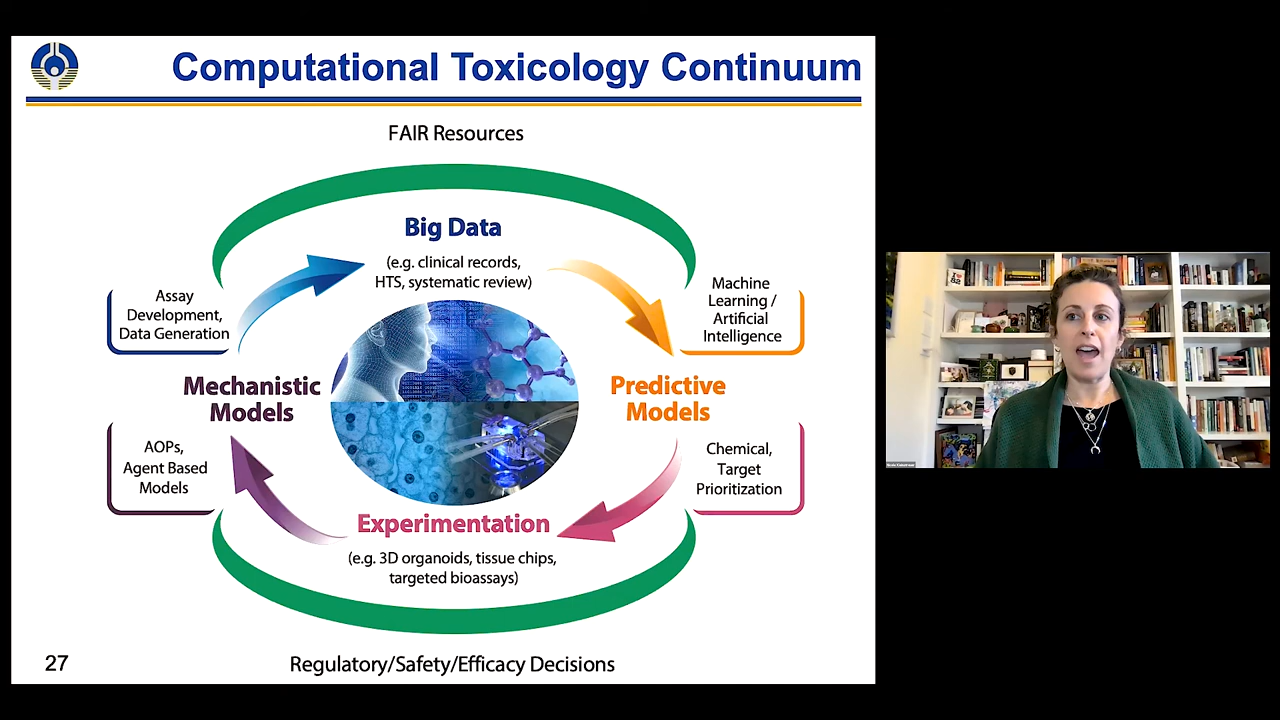 Computational Toxicology Continuum
FAIR Resources
Big Data
(e.g. clinical records,
HTS, systematic review)
Assay
Development,
Data Generation
Machine
Learning /
Artificial
Intelligence
Mechanistic
Models
Predictive
Models
AOPs,
Agent Based
Models
Chemical,
Target
Prioritization
Experimentation
(e.g. 3D organoids, tissue chips,
targeted bioassays)
27
Regulatory/Safety/Efficacy Decisions